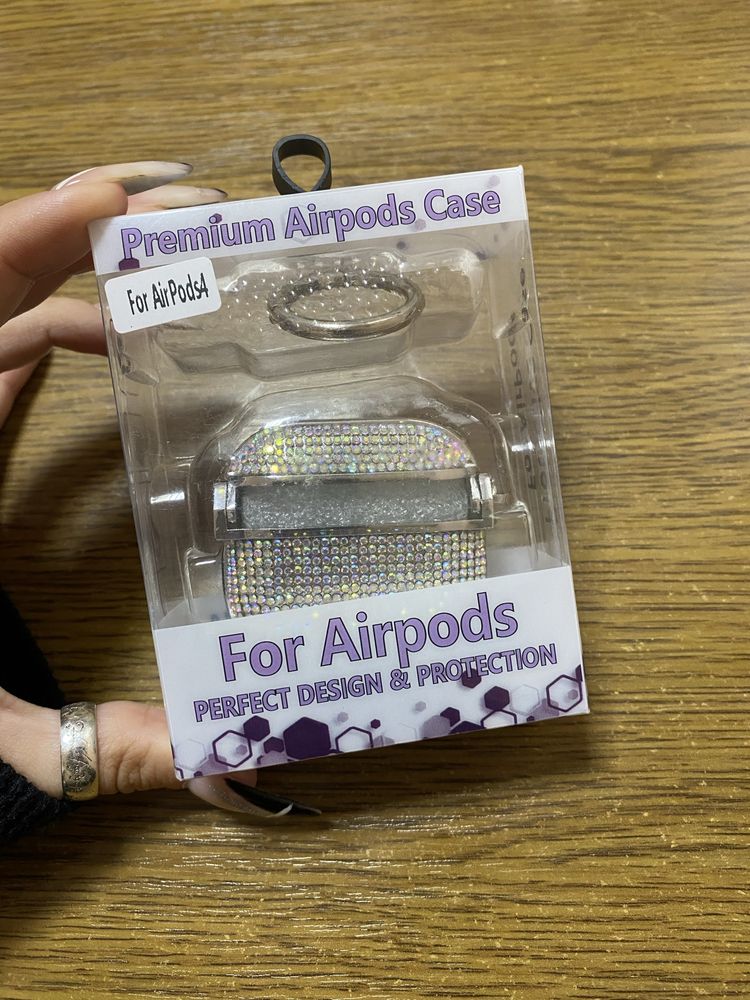 Premium Airpods Case
For AirPods4
For Airpods
PERFECT DESIGN & PROTECTION